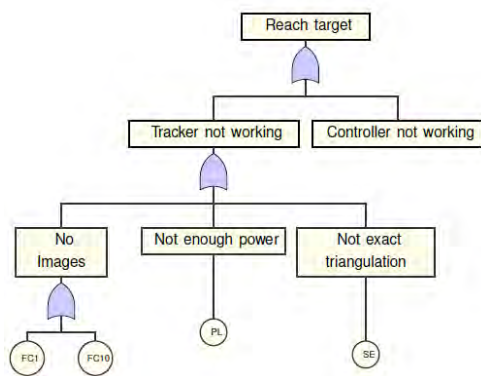 Reach target
Tracker not working
Controller not working
No
Images
Not enough power
Not exact
triangulation
PL
FC1
FC10
SE